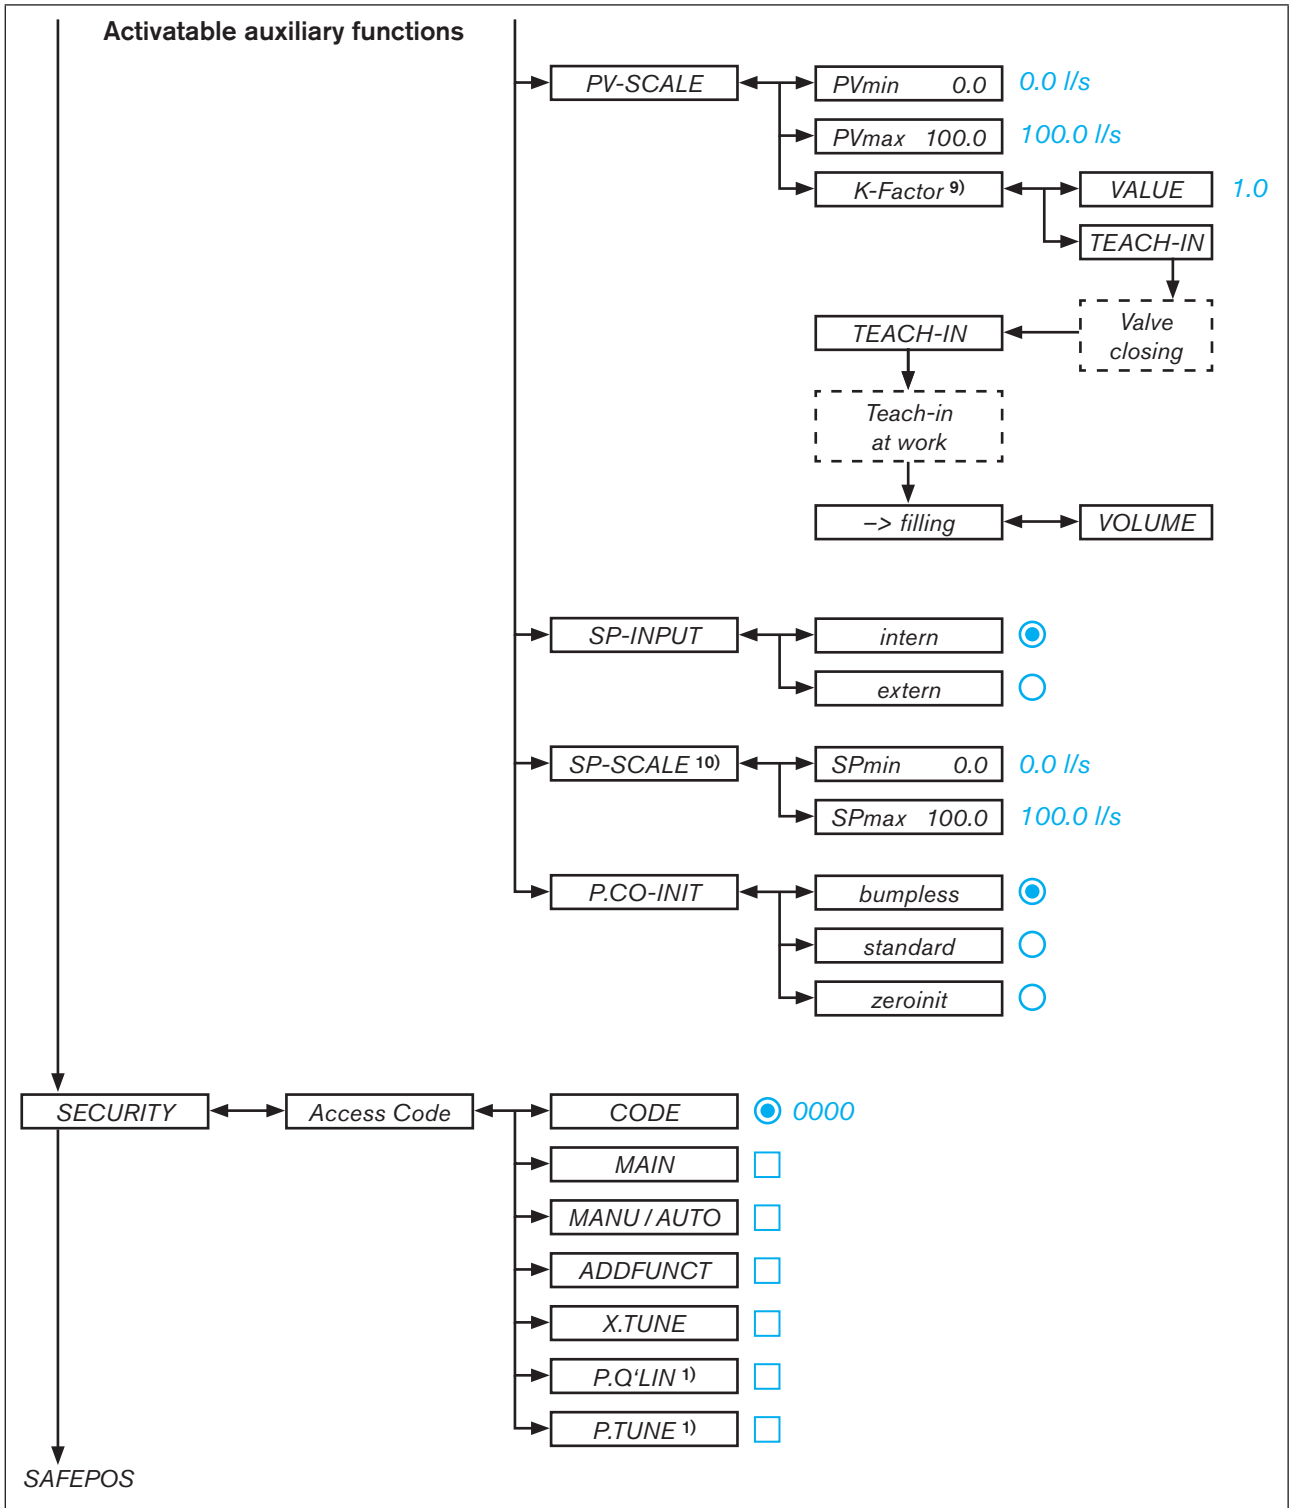 Activatable auxiliary functions
PV-SCALE
PVmin 0.0
0.0 l/s
PVmax 100.0
100.0 l/s
K-Factor 9)
VALUE
1.0
TEACH-IN
Valve
closing
TEACH-IN
Teach-in
at work
–> filling
VOLUME
SP-INPUT
intern
extern
SP-SCALE 10)
SPmin 0.0
0.0 l/s
SPmax 100.0
100.0 l/s
P.CO-INIT
bumpless
standard
zeroinit
SECURITY
Access Code
CODE
0000
MAIN
MANU / AUTO
ADDFUNCT
X.TUNE
P.Q‘LIN 1)
P.TUNE 1)
SAFEPOS